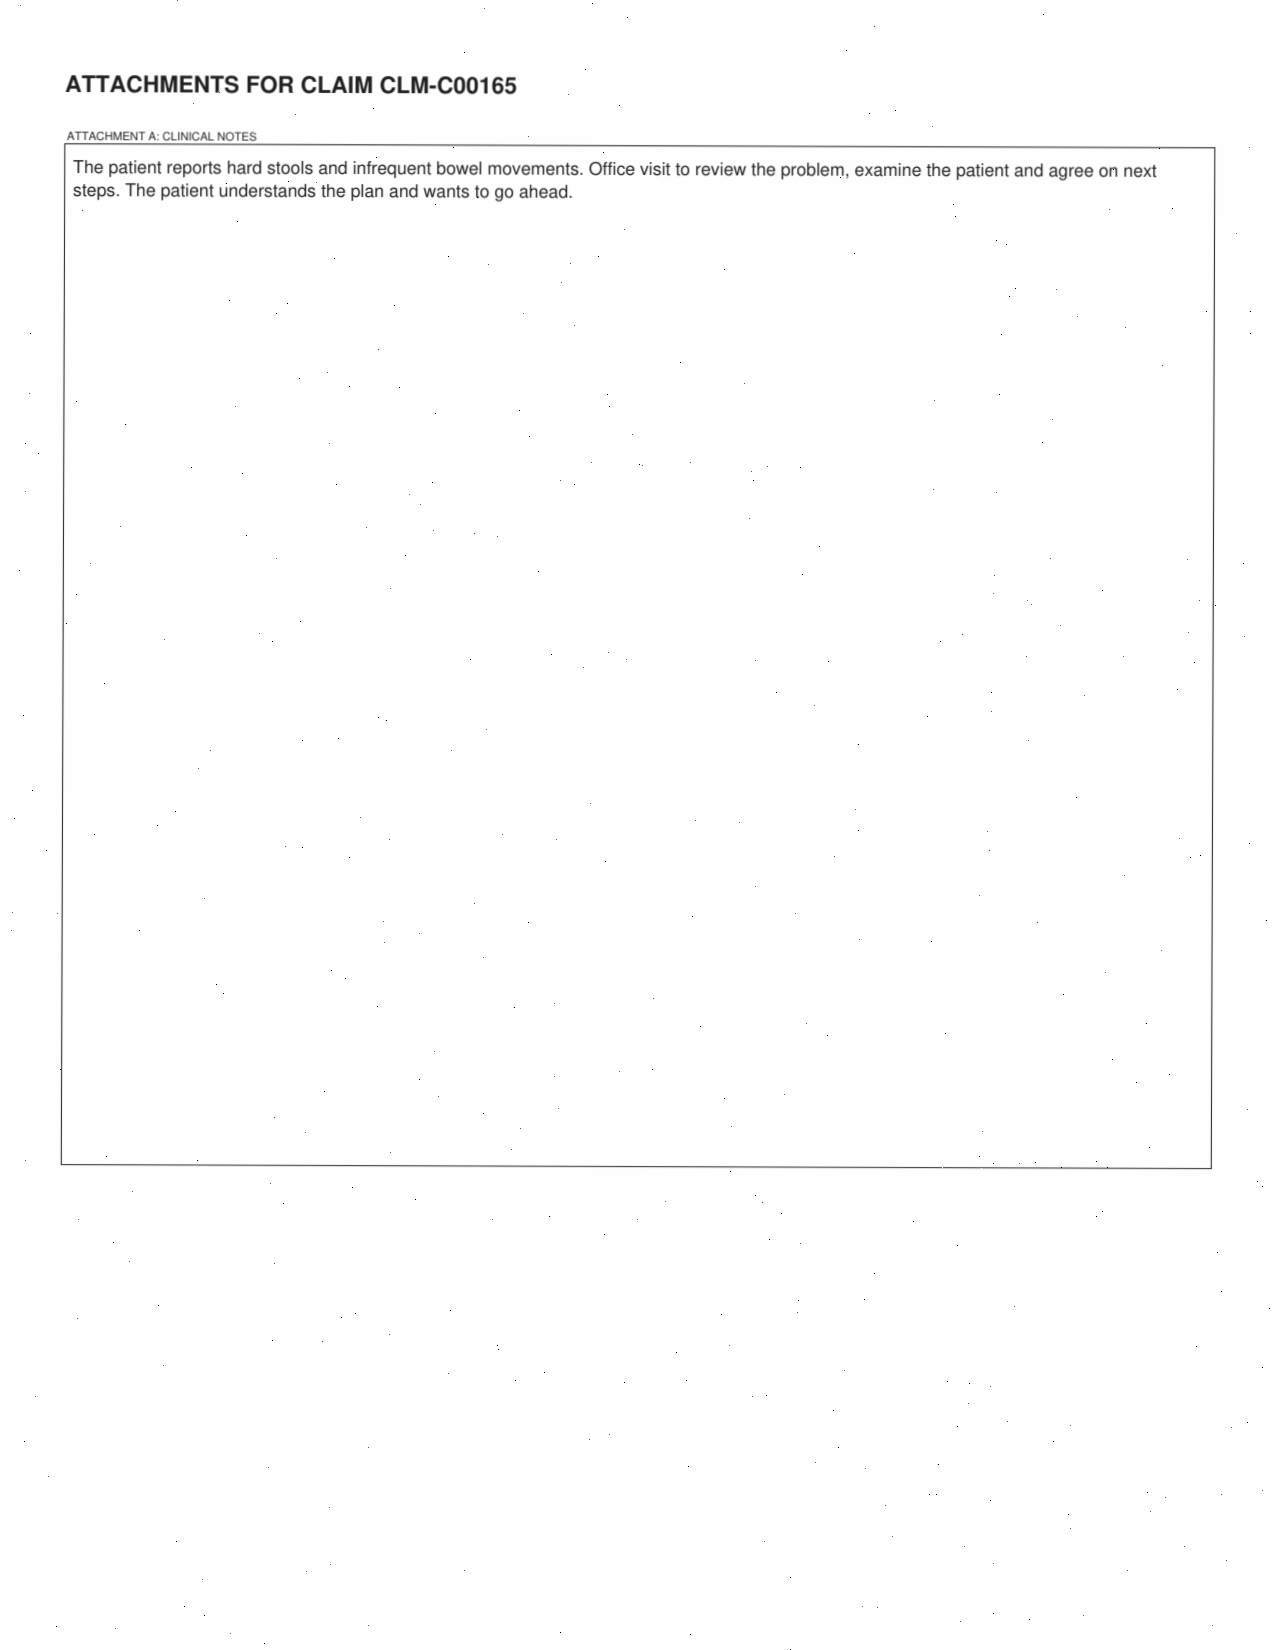 ATTACHMENTS FOR CLAIM CLM-C00165
ATTACHMENT A: CLINICAL NOTES
The patient reports hard stools and infrequent bowel movements. Office visit to review the problem, examine the patient and agree on next
steps. The patient understands the plan and wants to go ahead.